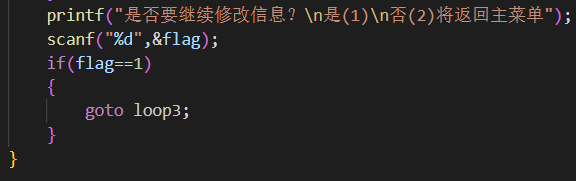 printf("是否要继续修改信息？\n是(1)\n否(2)将返回主菜单");
scanf("%d",&flag);
if(flag==1)
{
goto loop3;
}
}